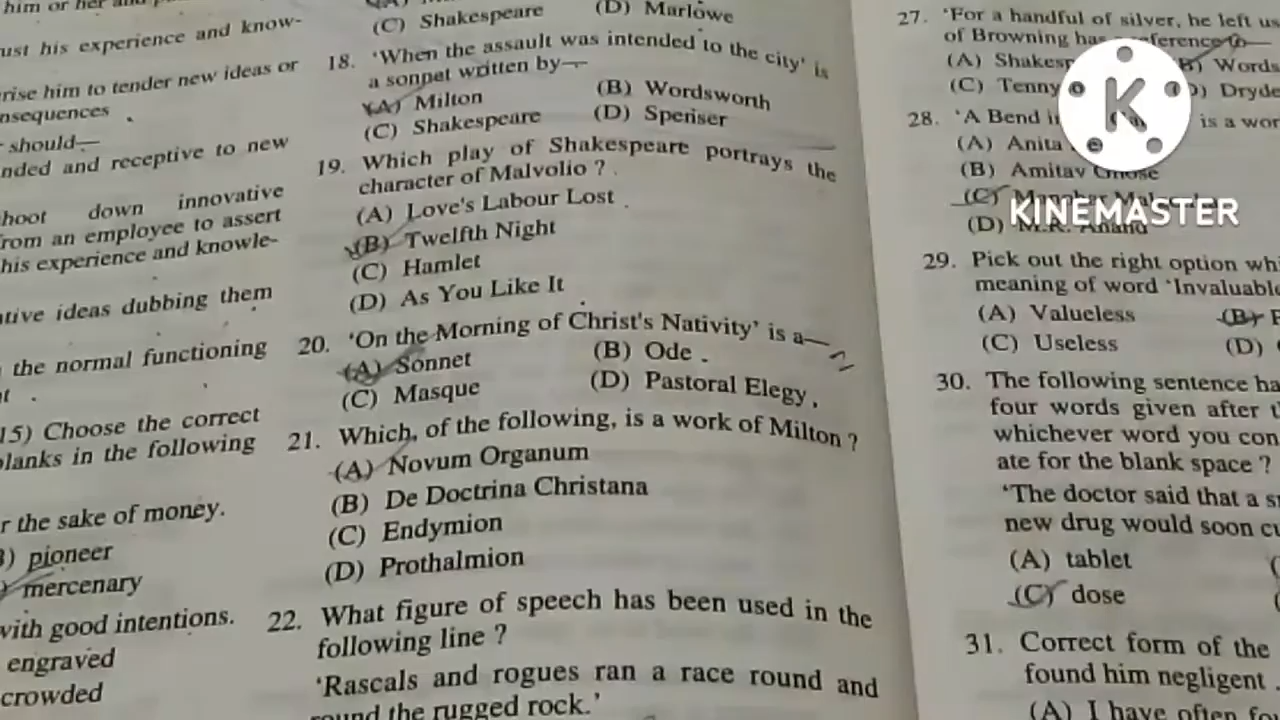 him or her and
ust his experience and know-
rise him to tender new ideas or
nsequences
should—
nded and receptive to new
hoot down innovative
from an employee to assert
his experience and knowle-
ative ideas dubbing them
the normal functioning
15) Choose the correct
blanks in the following
r the sake of money.
B) pioneer
mercenary
with good intentions.
engraved
crowded
(C) Shakespeare (D) Marlowe
18. 'When the assault was intended to the city' is
a sonnet written by—
(A) Milton (B) Wordsworth
(C) Shakespeare (D) Spenser
19. Which play of Shakespeare portrays the
character of Malvolio ?
(A) Love's Labour Lost
(B) Twelfth Night
(C) Hamlet
(D) As You Like It
20. 'On the Morning of Christ's Nativity' is a—
(A) Sonnet (B) Ode
(C) Masque (D) Pastoral Elegy
21. Which, of the following, is a work of Milton ?
(A) Novum Organum
(B) De Doctrina Christana
(C) Endymion
(D) Prothalmion
22. What figure of speech has been used in the
following line ?
'Rascals and rogues ran a race round and
round the rugged rock.'
27. 'For a handful of silver, he left us
of Browning has reference to—
(A) Shakesp (B) Words
(C) Tenny (D) Dryde
28. 'A Bend in is a wor
(A) Anita
(B) Amitav Ghose
(C) Manohar
(D) M.R. Anand
K
KINEMASTER
29. Pick out the right option whi
meaning of word 'Invaluable
(A) Valueless (B)
(C) Useless (D)
30. The following sentence ha
four words given after t
whichever word you con
ate for the blank space ?
'The doctor said that a s
new drug would soon cu
(A) tablet
(C) dose
31. Correct form of the
found him negligent
(A) I have often fou